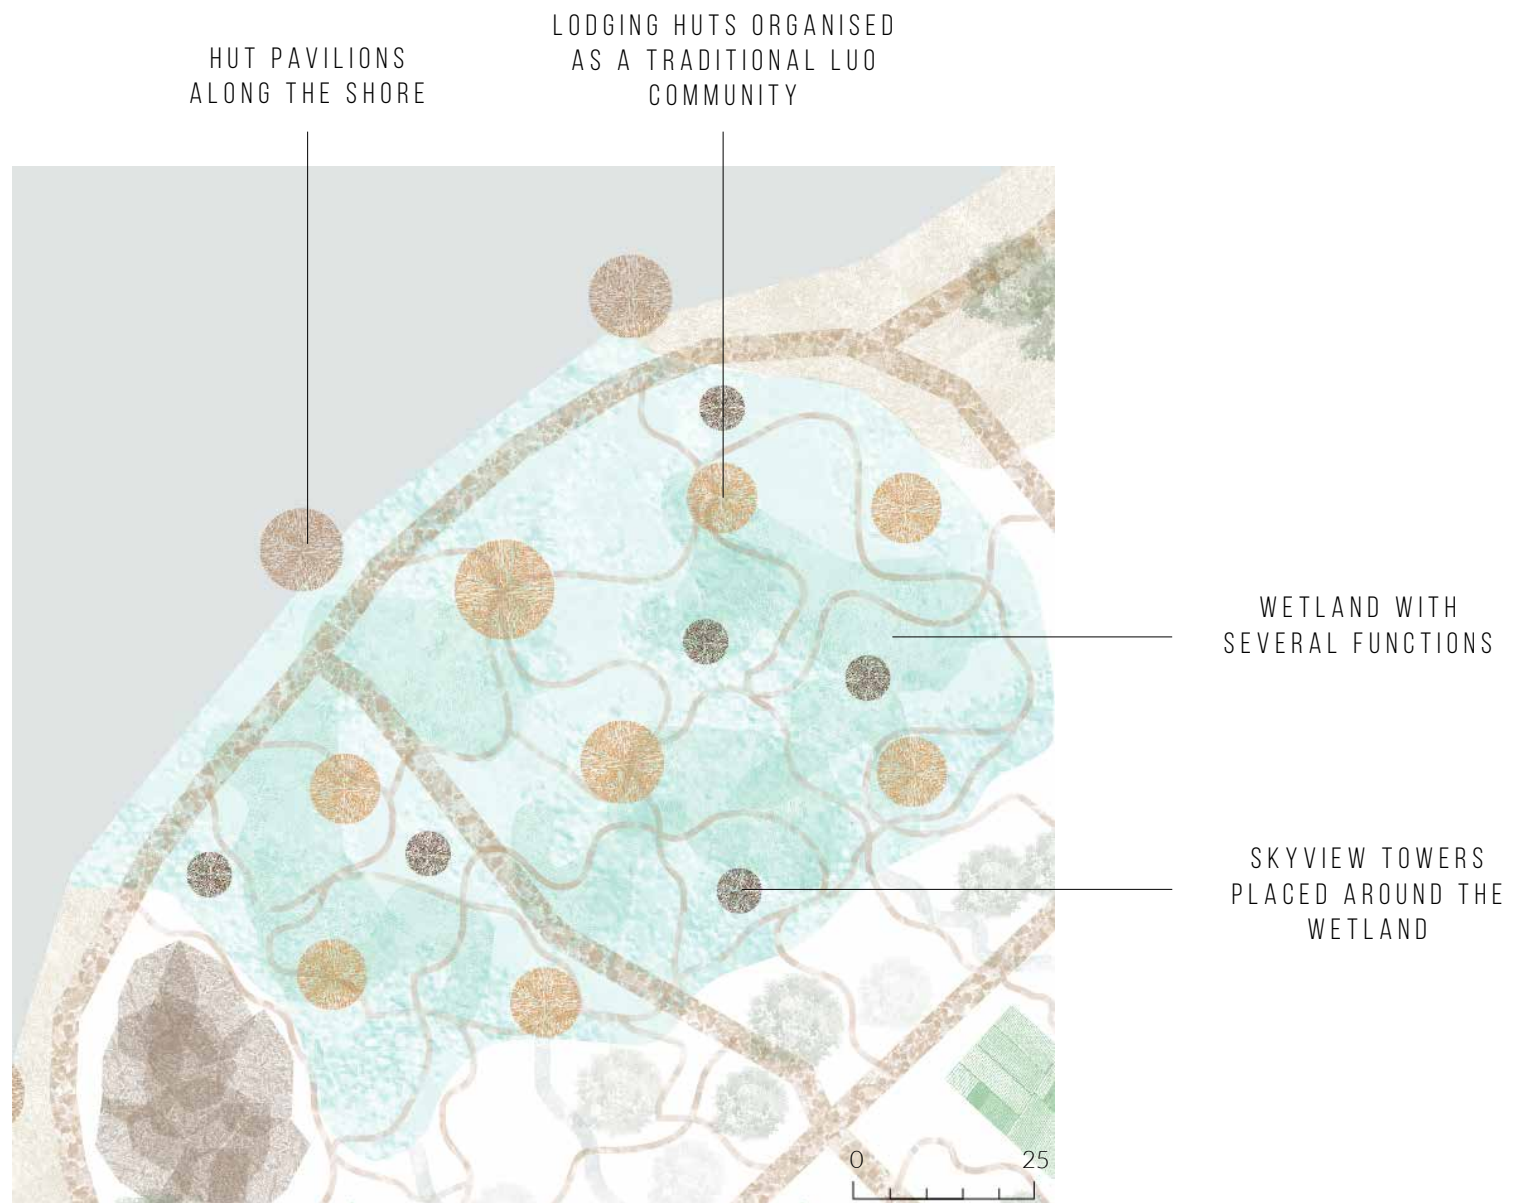 HUT PAVILIONS
ALONG THE SHORE
LODGING HUTS ORGANISED
AS A TRADITIONAL LUO
COMMUNITY
WETLAND WITH
SEVERAL FUNCTIONS
SKYVIEW TOWERS
PLACED AROUND THE
WETLAND
0 25